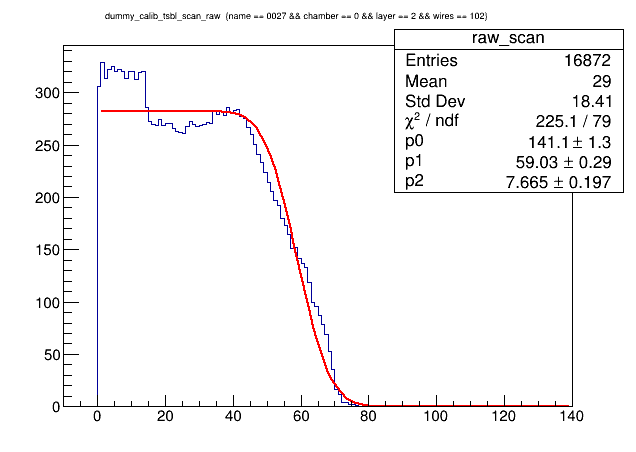 dummy_calib_tsbl_scan_raw (name == 0027 && chamber == 0 && layer == 2 && wires == 102)
raw_scan
Entries 16872
Mean 29
Std Dev 18.41
χ² / ndf 225.1 / 79
p0 141.1 ± 1.3
p1 59.03 ± 0.29
p2 7.665 ± 0.197
300
250
200
150
100
50
0
0 20 40 60 80 100 120 140